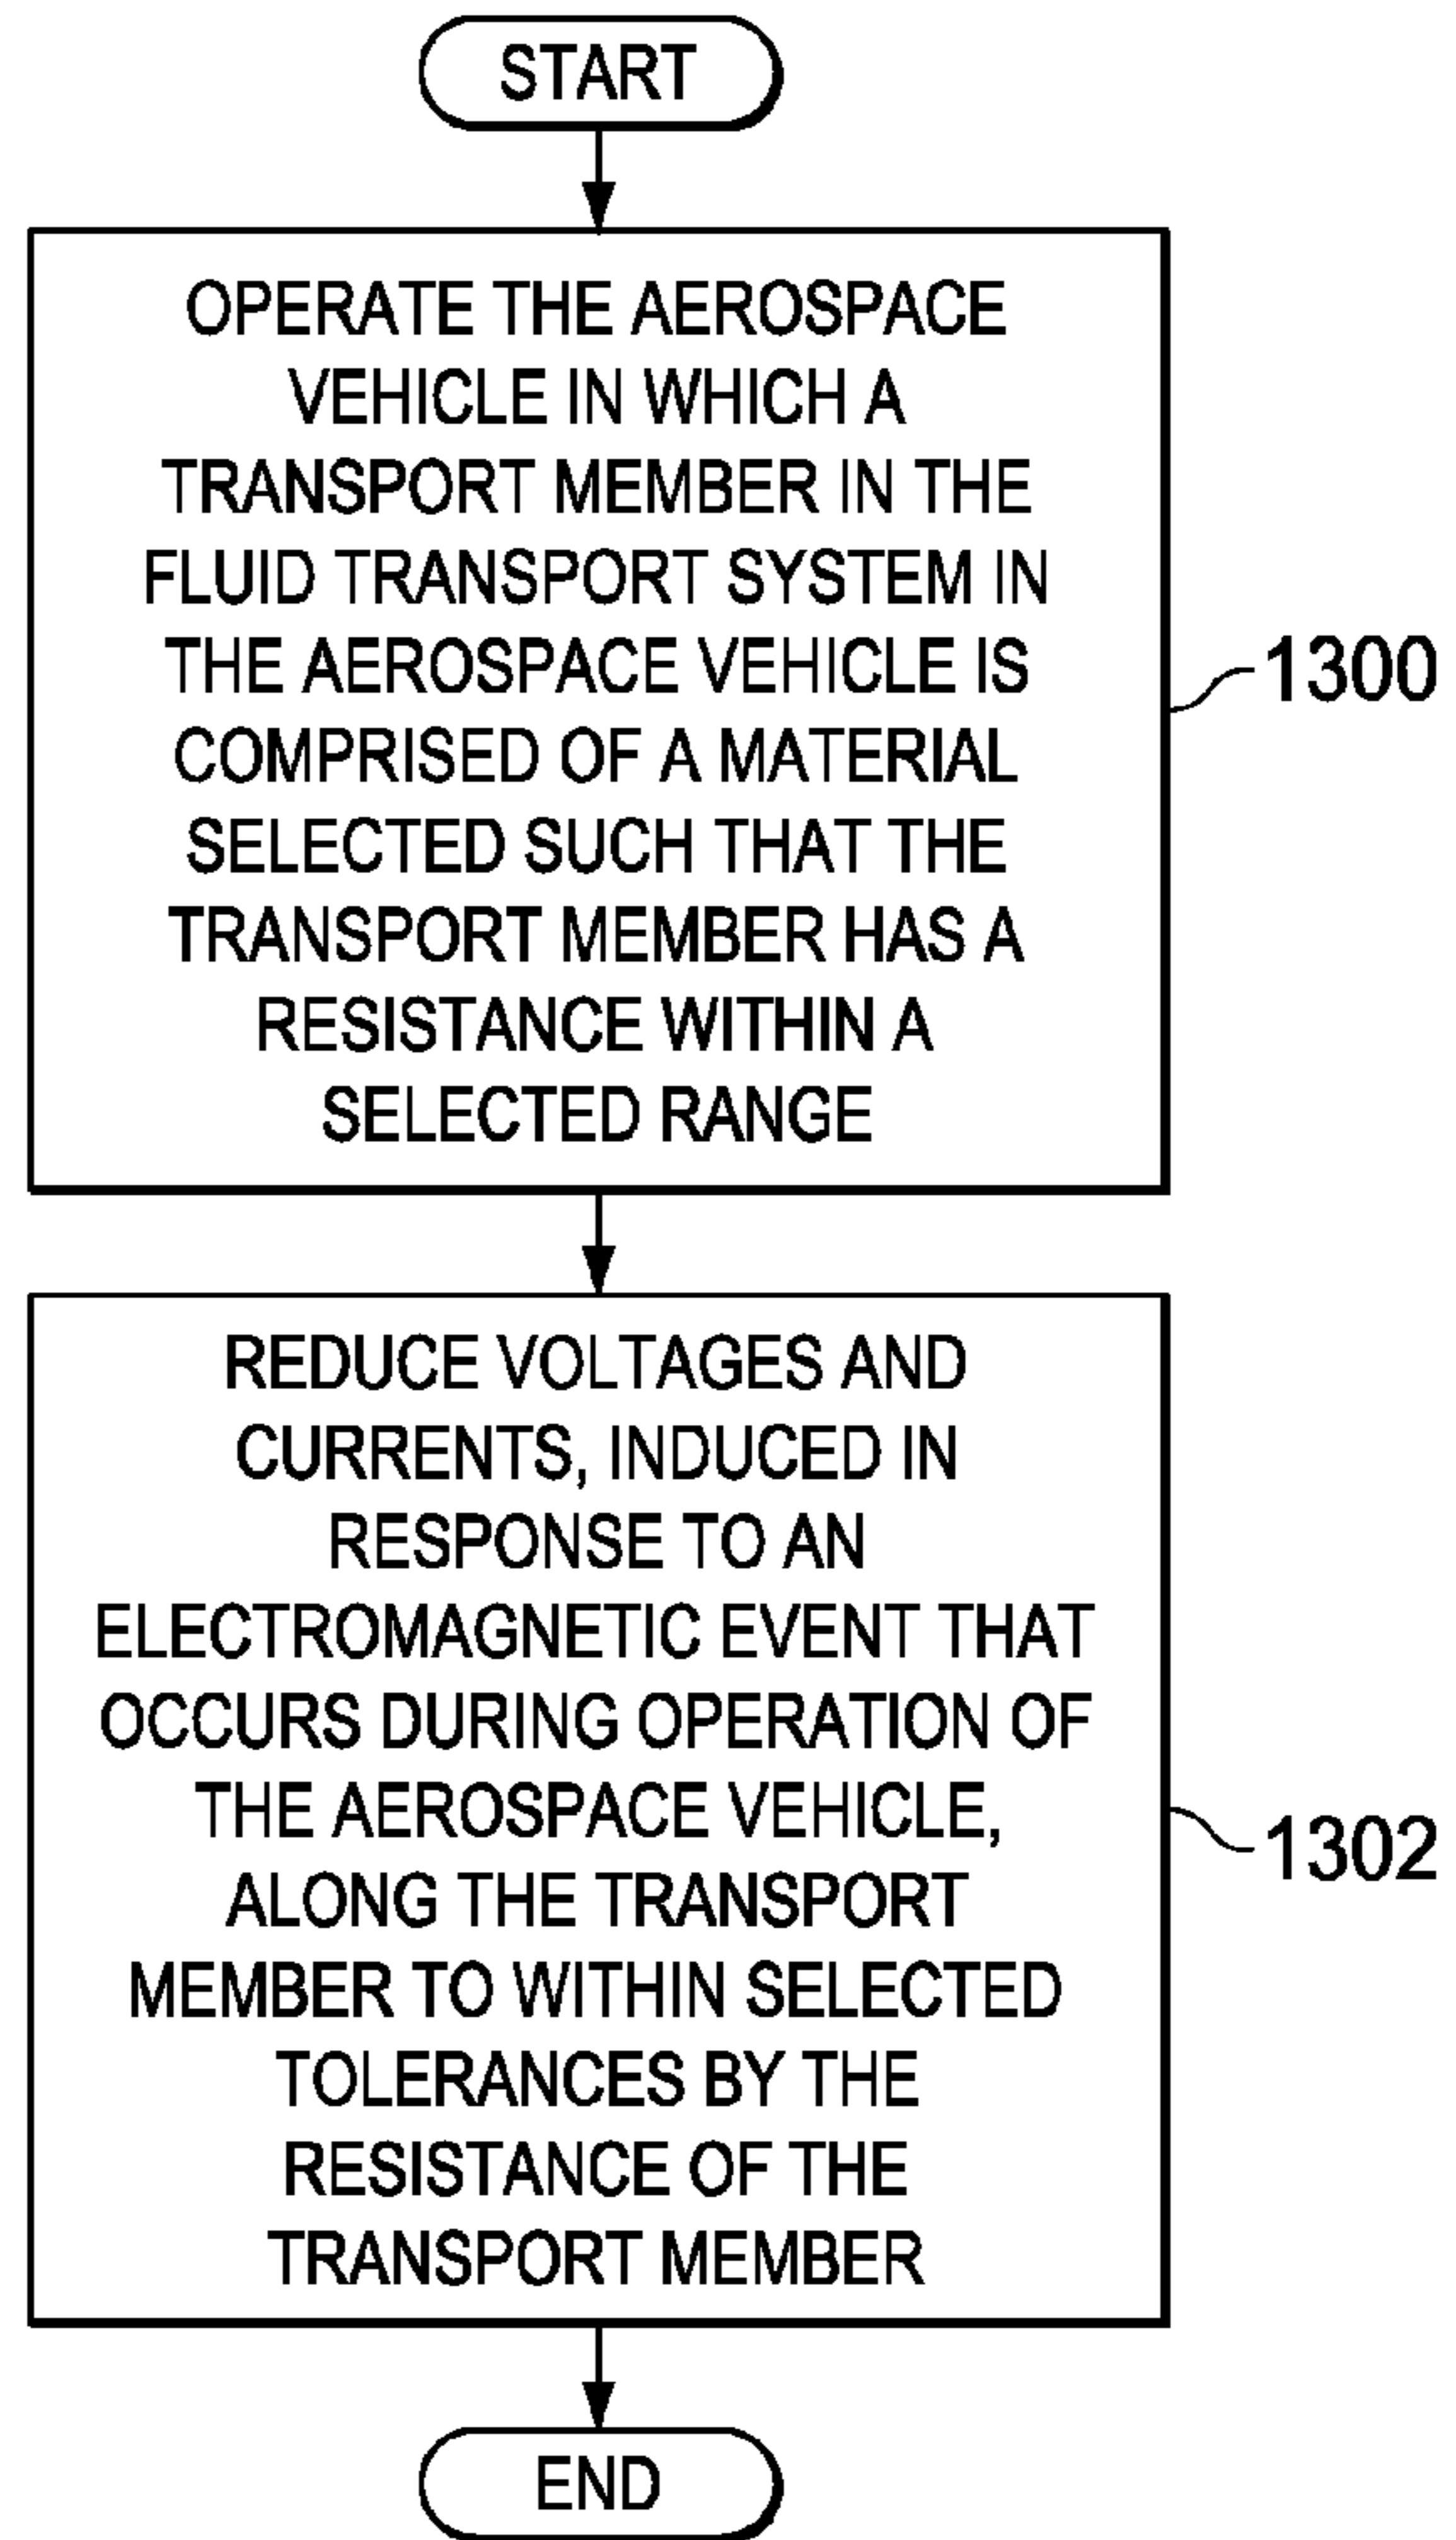 START
OPERATE THE AEROSPACE
VEHICLE IN WHICH A
TRANSPORT MEMBER IN THE
FLUID TRANSPORT SYSTEM IN
THE AEROSPACE VEHICLE IS
COMPRISED OF A MATERIAL
SELECTED SUCH THAT THE
TRANSPORT MEMBER HAS A
RESISTANCE WITHIN A
SELECTED RANGE
1300
REDUCE VOLTAGES AND
CURRENTS, INDUCED IN
RESPONSE TO AN
ELECTROMAGNETIC EVENT THAT
OCCURS DURING OPERATION OF
THE AEROSPACE VEHICLE,
ALONG THE TRANSPORT
MEMBER TO WITHIN SELECTED
TOLERANCES BY THE
RESISTANCE OF THE
TRANSPORT MEMBER
1302
END